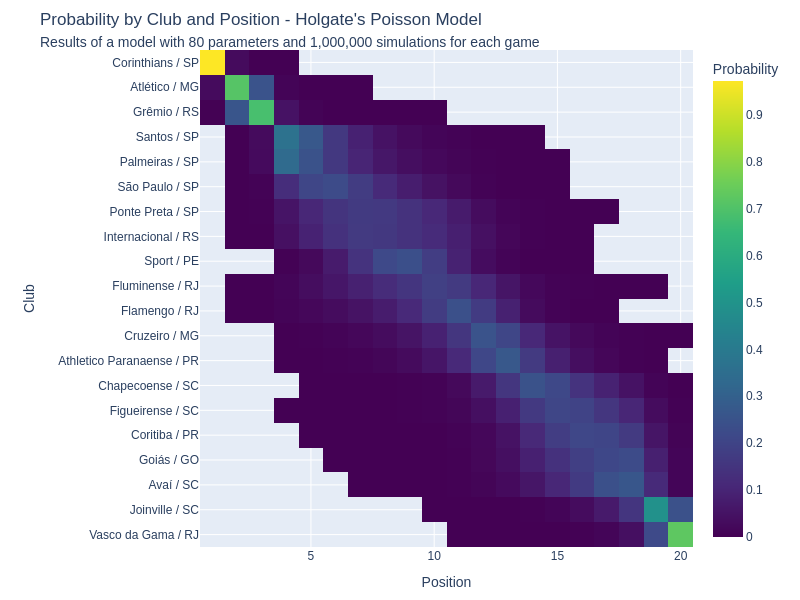 Probability by Club and Position - Holgate's Poisson Model
Results of a model with 80 parameters and 1,000,000 simulations for each game
Probability
Corinthians / SP
Atlético / MG
Grêmio / RS
Santos / SP
Palmeiras / SP
São Paulo / SP
Ponte Preta / SP
Internacional / RS
Sport / PE
Fluminense / RJ
Flamengo / RJ
Cruzeiro / MG
Athletico Paranaense / PR
Chapecoense / SC
Figueirense / SC
Coritiba / PR
Goiás / GO
Avaí / SC
Joinville / SC
Vasco da Gama / RJ
Club
5
10
15
20
Position
0.9
0.8
0.7
0.6
0.5
0.4
0.3
0.2
0.1
0